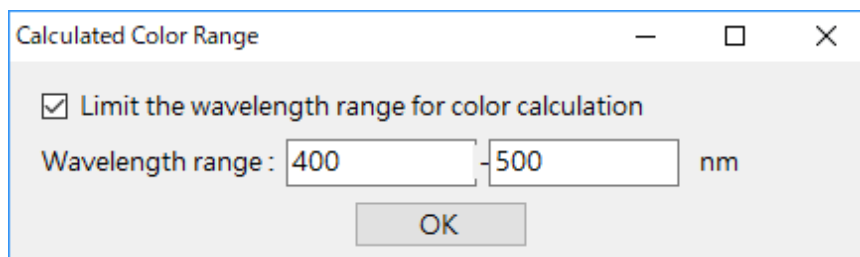 Calculated Color Range
Limit the wavelength range for color calculation
Wavelength range : 400 - 500 nm
OK